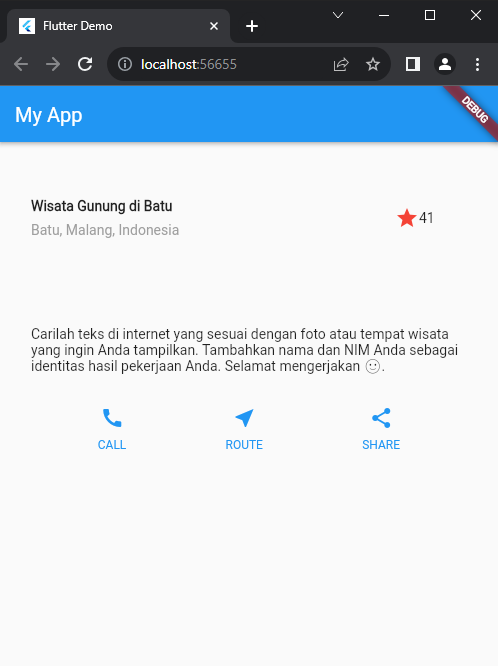 Flutter Demo
localhost:56655
My App
DEBUG
Wisata Gunung di Batu
Batu, Malang, Indonesia
41
Carilah teks di internet yang sesuai dengan foto atau tempat wisata
yang ingin Anda tampilkan. Tambahkan nama dan NIM Anda sebagai
identitas hasil pekerjaan Anda. Selamat mengerjakan 🙂.
CALL ROUTE SHARE